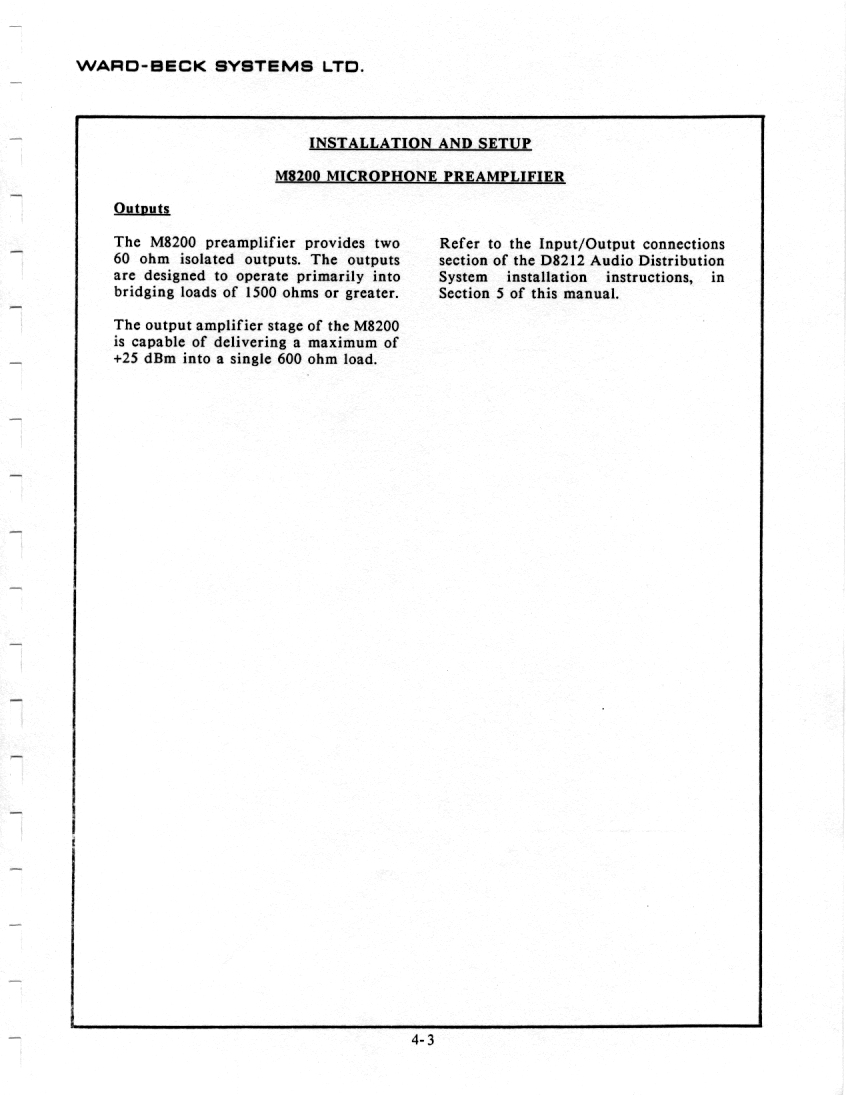 WARD-BECK SYSTEMS LTD.
INSTALLATION AND SETUP
M8200 MICROPHONE PREAMPLIFIER
Outputs
The M8200 preamplifier provides two
60 ohm isolated outputs. The outputs
are designed to operate primarily into
bridging loads of 1500 ohms or greater.
The output amplifier stage of the M8200
is capable of delivering a maximum of
+25 dBm into a single 600 ohm load.
Refer to the Input/Output connections
section of the D8212 Audio Distribution
System installation instructions, in
Section 5 of this manual.
4-3